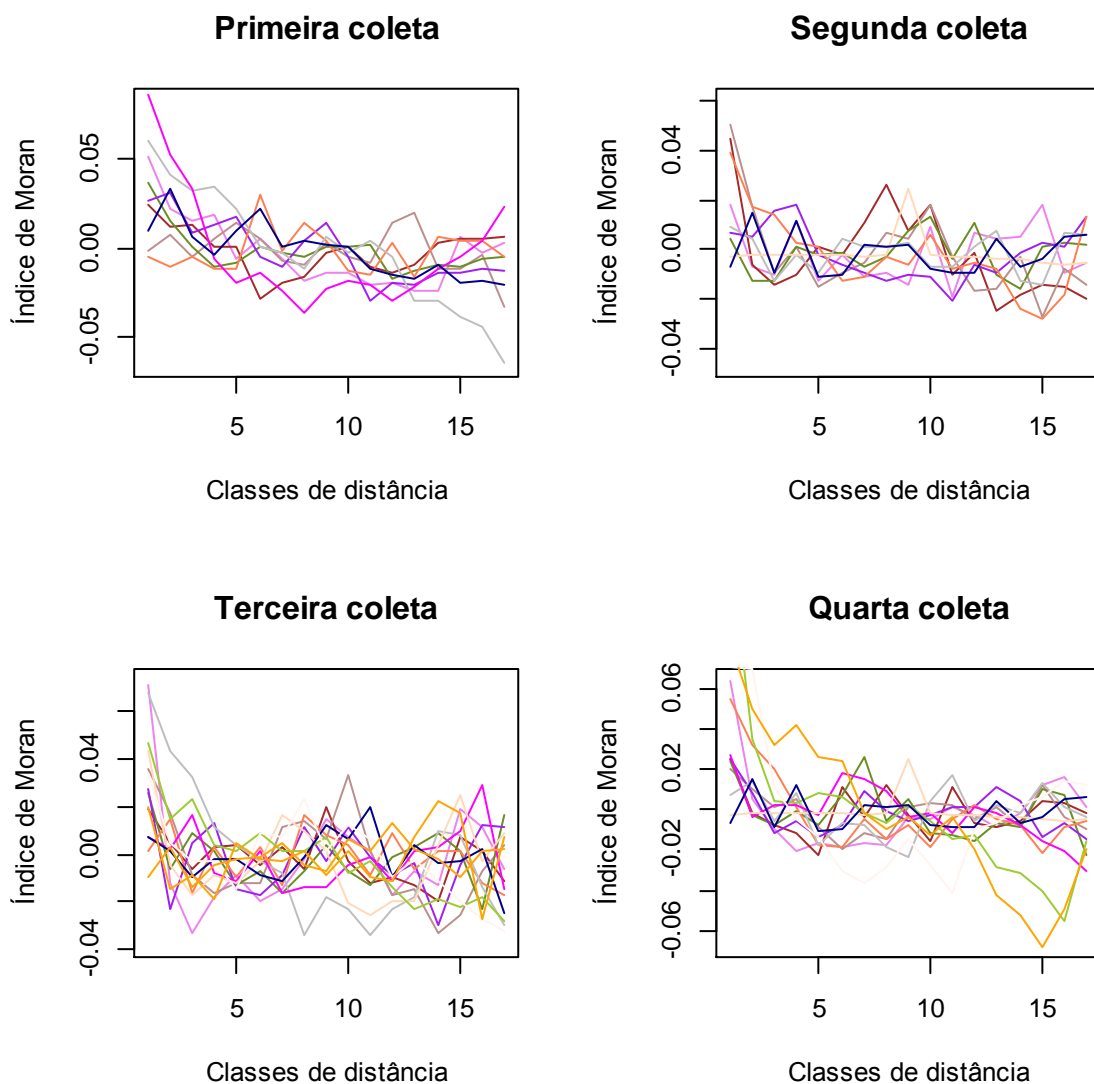 Primeira coleta
Índice de Moran
0.05
0.00
-0.05
5 10 15
Classes de distância
Segunda coleta
Índice de Moran
0.04
0.00
-0.04
5 10 15
Classes de distância
Terceira coleta
Índice de Moran
0.04
0.00
-0.04
5 10 15
Classes de distância
Quarta coleta
Índice de Moran
0.06
0.02
-0.02
-0.06
5 10 15
Classes de distância